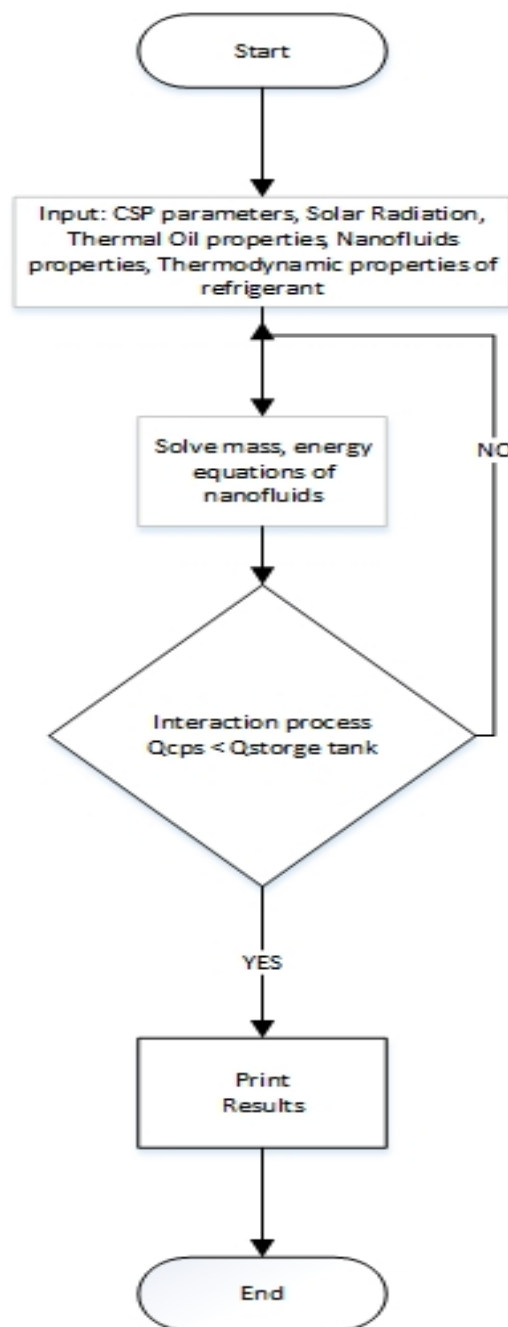 Start
Input: CSP parameters, Solar Radiation,
Thermal Oil properties, Nanofluids
properties, Thermodynamic properties of
refrigerant
Solve mass, energy
equations of
nanofluids
NO
Interaction process
Qcps < Qstorge tank
YES
Print
Results
End